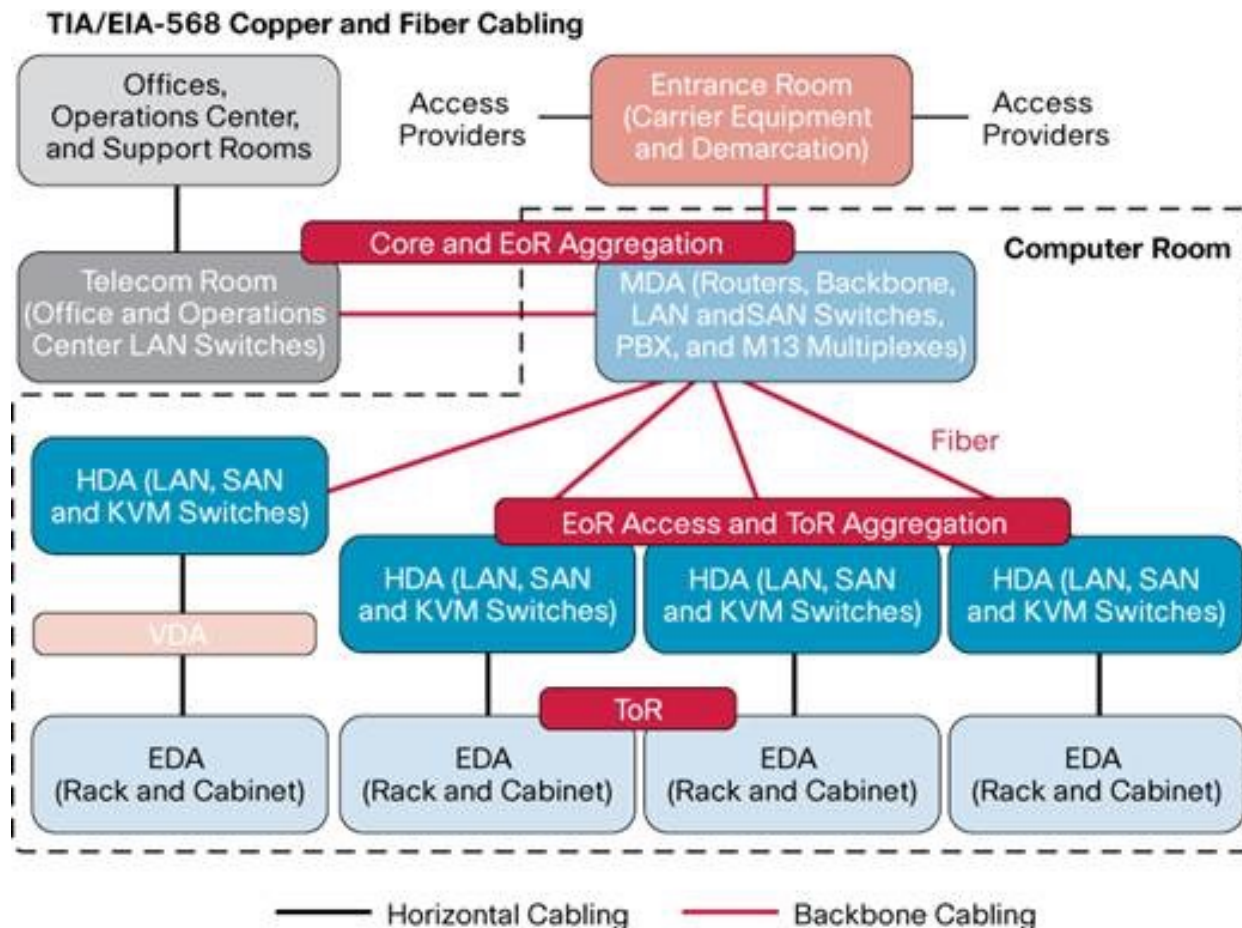 TIA/EIA-568 Copper and Fiber Cabling
Offices,
Operations Center,
and Support Rooms
Access
Providers
Entrance Room
(Carrier Equipment
and Demarcation)
Access
Providers
Core and EoR Aggregation
Computer Room
Telecom Room
(Office and Operations
Center LAN Switches)
MDA (Routers, Backbone,
LAN andSAN Switches,
PBX, and M13 Multiplexes)
Fiber
HDA (LAN, SAN
and KVM Switches)
EoR Access and ToR Aggregation
HDA (LAN, SAN
and KVM Switches)
HDA (LAN, SAN
and KVM Switches)
HDA (LAN, SAN
and KVM Switches)
VDA
ToR
EDA
(Rack and Cabinet)
EDA
(Rack and Cabinet)
EDA
(Rack and Cabinet)
EDA
(Rack and Cabinet)
Horizontal Cabling
Backbone Cabling